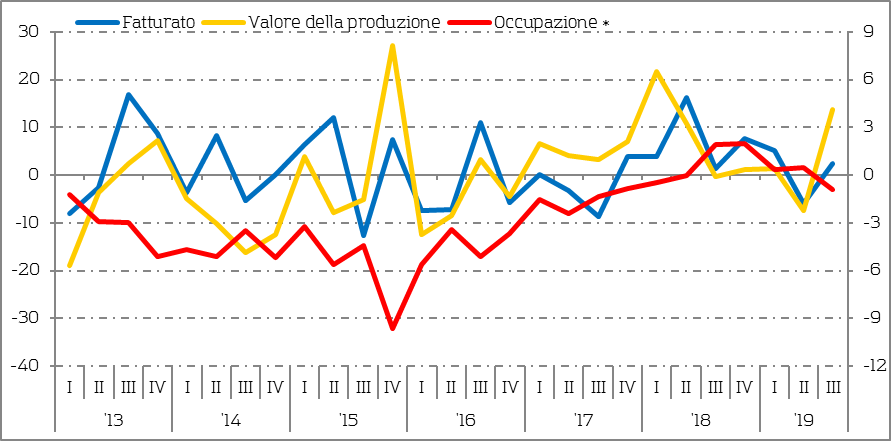 Fatturato Valore della produzione Occupazione *
30 9
20 6
10 3
0 0
-10 -3
-20 -6
-30 -9
-40 -12
I II III IV I II III IV I II III IV I II III IV I II III IV I II III IV I II III
'13 '14 '15 '16 '17 '18 '19